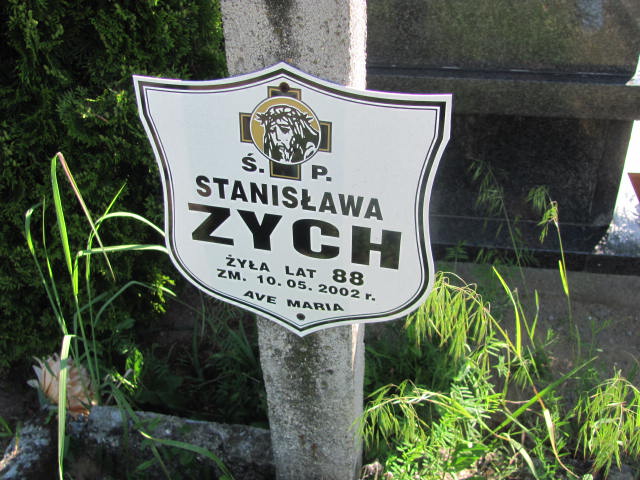 Ś. P.
STANISŁAWA
ZYCH
ŻYŁA LAT 88
ZM. 10.05.2002 r.
AVE MARIA